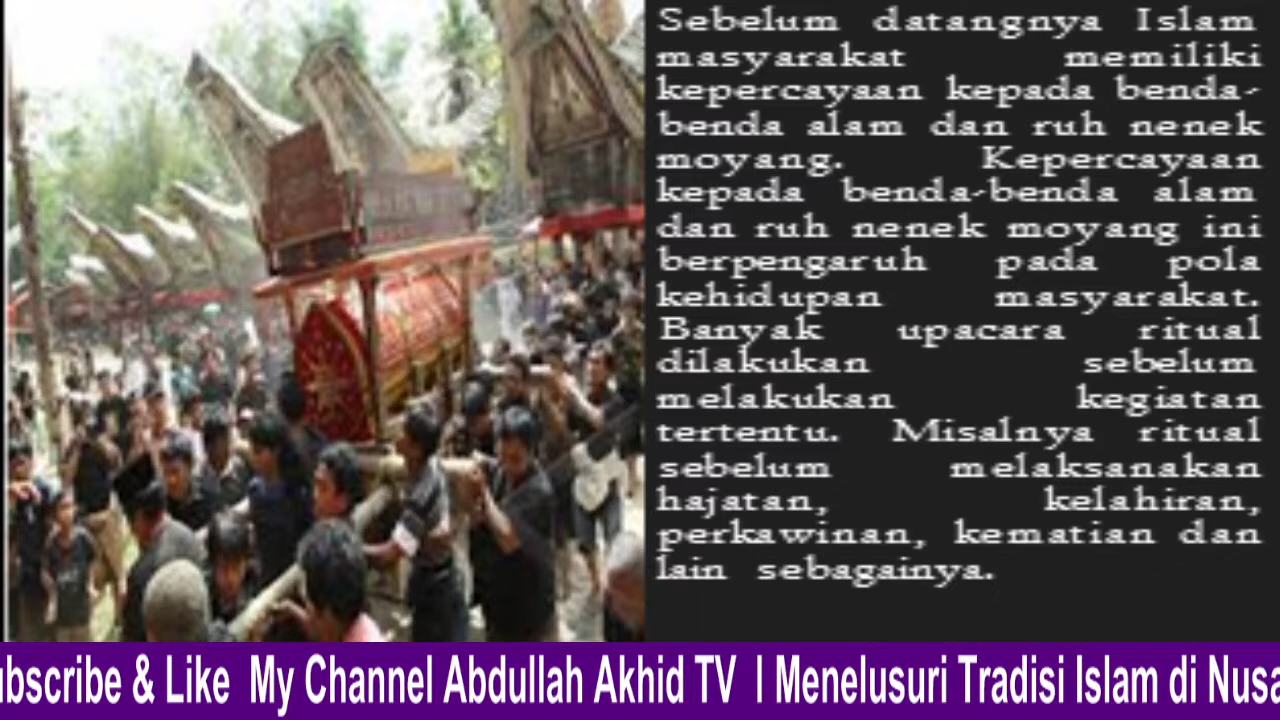 Sebelum datangnya Islam
masyarakat memiliki
kepercayaan kepada benda-
benda alam dan ruh nenek
moyang. Kepercayaan
kepada benda-benda alam
dan ruh nenek moyang ini
berpengaruh pada pola
kehidupan masyarakat.
Banyak upacara ritual
dilakukan sebelum
melakukan kegiatan
tertentu. Misalnya ritual
sebelum melaksanakan
hajatan, kelahiran,
perkawinan, kematian dan
lain sebagainya.
ubscribe & Like My Channel Abdullah Akhid TV I Menelusuri Tradisi Islam di Nusa